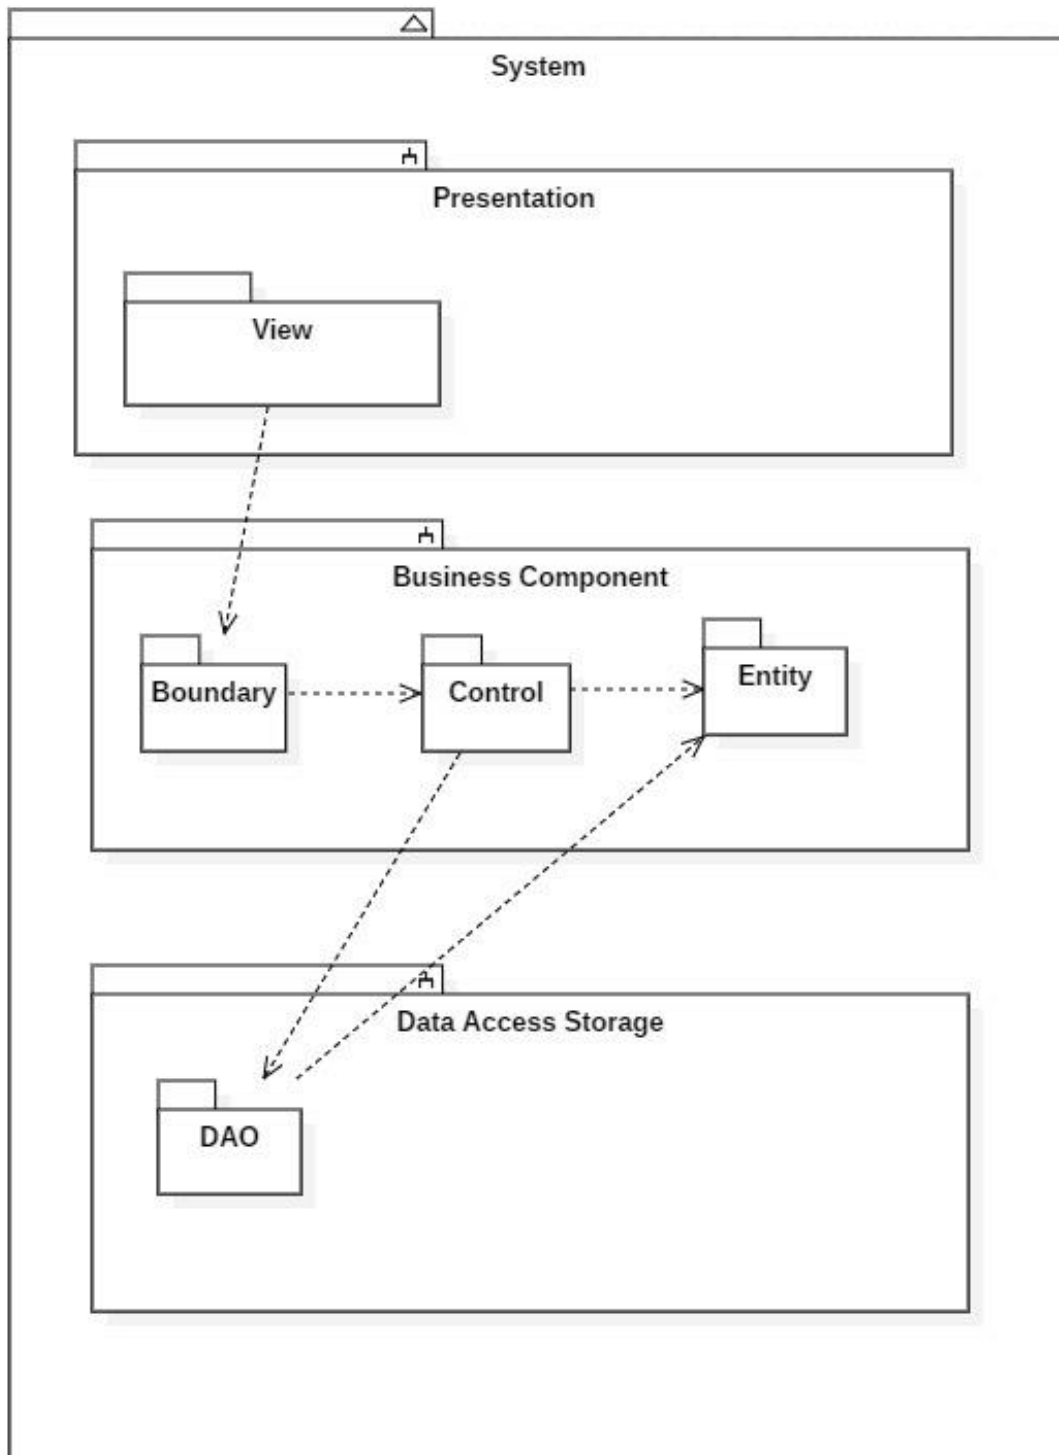 System
Presentation
View
Business Component
Boundary
Control
Entity
Data Access Storage
DAO